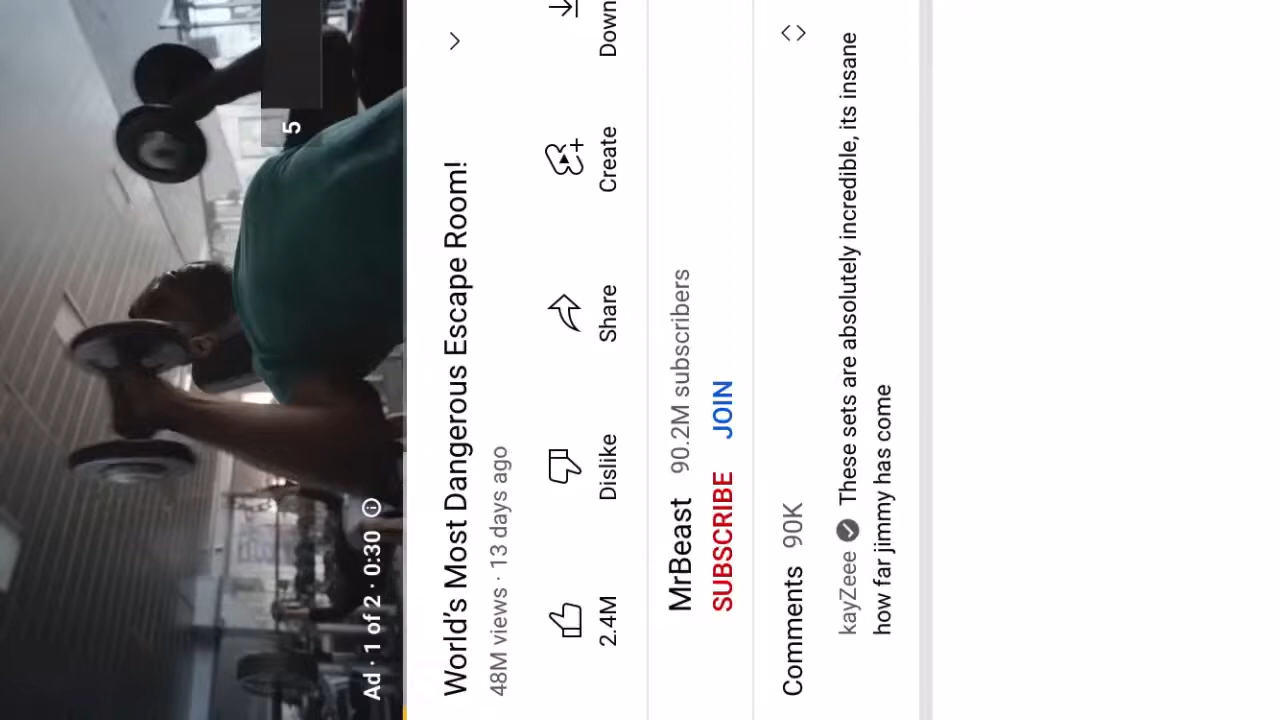 5
Ad · 1 of 2 · 0:30
World's Most Dangerous Escape Room!
48M views · 13 days ago
2.4M
Dislike
Share
Create
Down
MrBeast 90.2M subscribers
SUBSCRIBE JOIN
Comments 90K
kayZeee These sets are absolutely incredible, its insane
how far jimmy has come